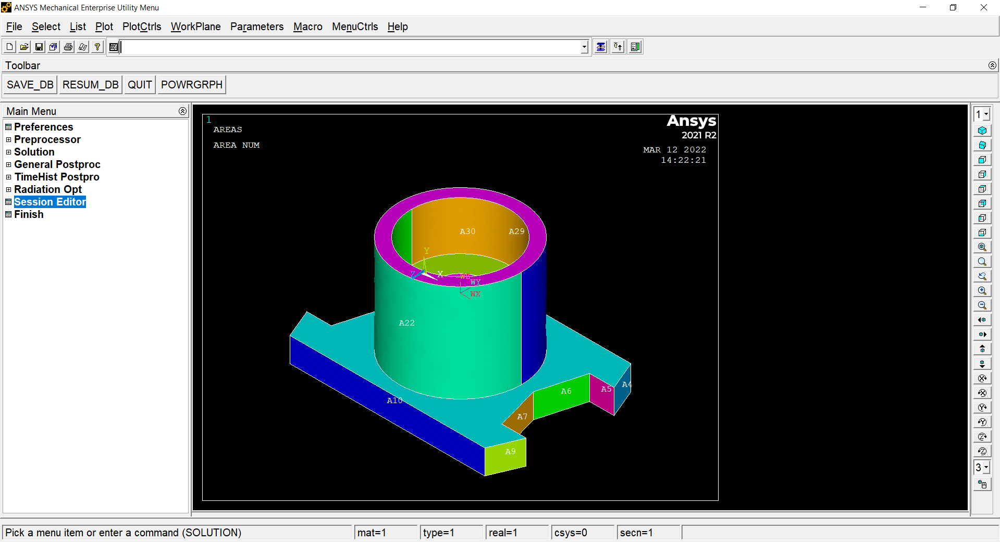 ANSYS Mechanical Enterprise Utility Menu
File Select List Plot PlotCtrls WorkPlane Parameters Macro MenuCtrls Help
Toolbar
SAVE_DB RESUM_DB QUIT POWRGRPH
Main Menu
Preferences
Preprocessor
Solution
General Postproc
TimeHist Postpro
Radiation Opt
Session Editor
Finish
1
AREAS
AREA NUM
Ansys
2021 R2
MAR 12 2022
14:22:21
A30 A29
Y
Z X WZ
WY
WX
A22
A4
A5
A6
A10
A7
A9
1
3
Pick a menu item or enter a command (SOLUTION) mat=1 type=1 real=1 csys=0 secn=1